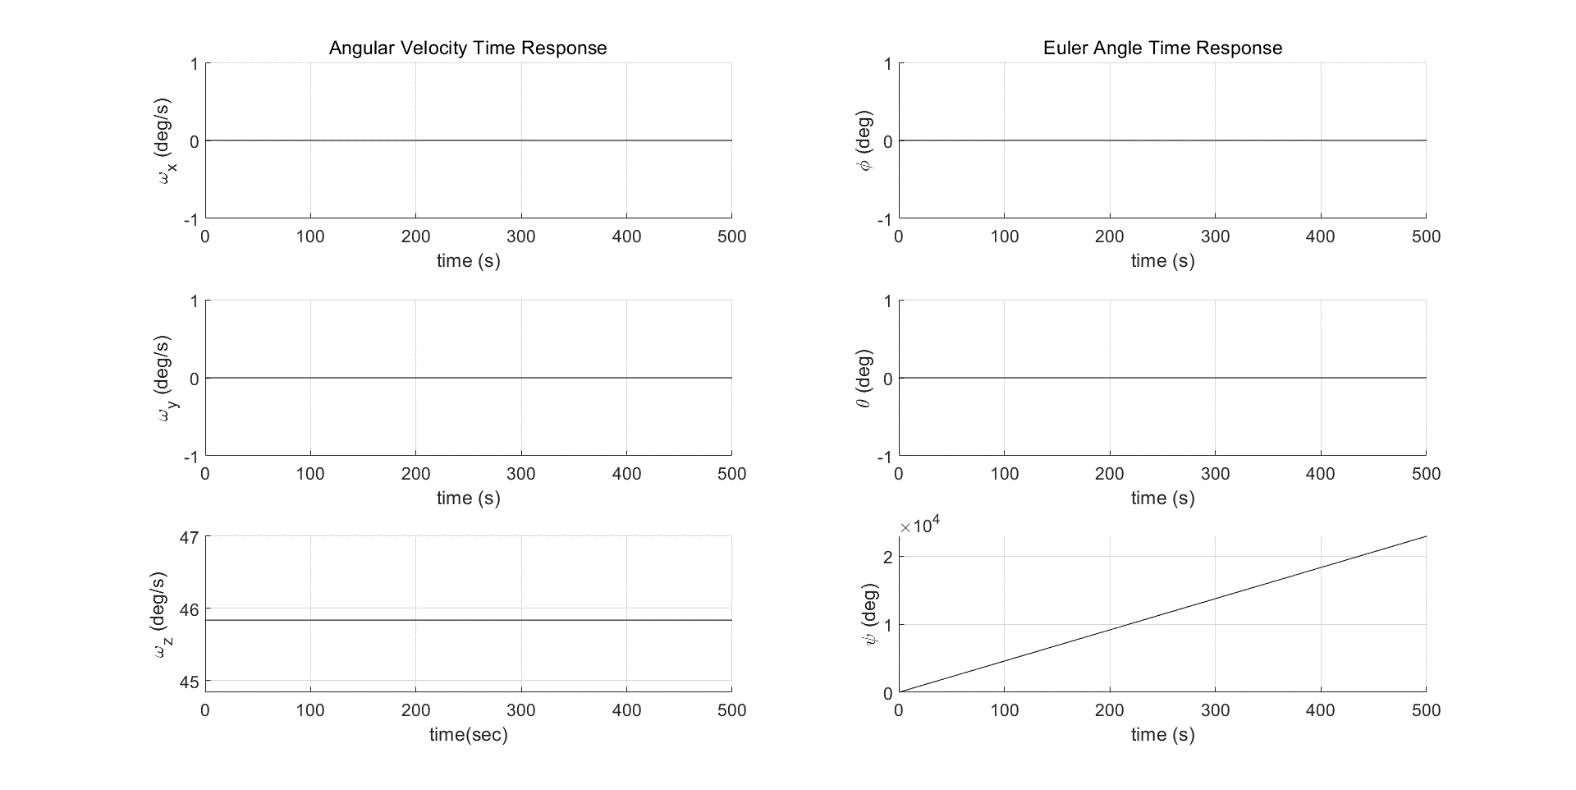 Angular Velocity Time Response
1
0
-1
ωx (deg/s)
0 100 200 300 400 500
time (s)
1
0
-1
ωy (deg/s)
0 100 200 300 400 500
time (s)
47
46
45
ωz (deg/s)
0 100 200 300 400 500
time(sec)
Euler Angle Time Response
1
0
-1
ϕ (deg)
0 100 200 300 400 500
time (s)
1
0
-1
θ (deg)
0 100 200 300 400 500
time (s)
×10^4
2
1
0
ψ (deg)
0 100 200 300 400 500
time (s)